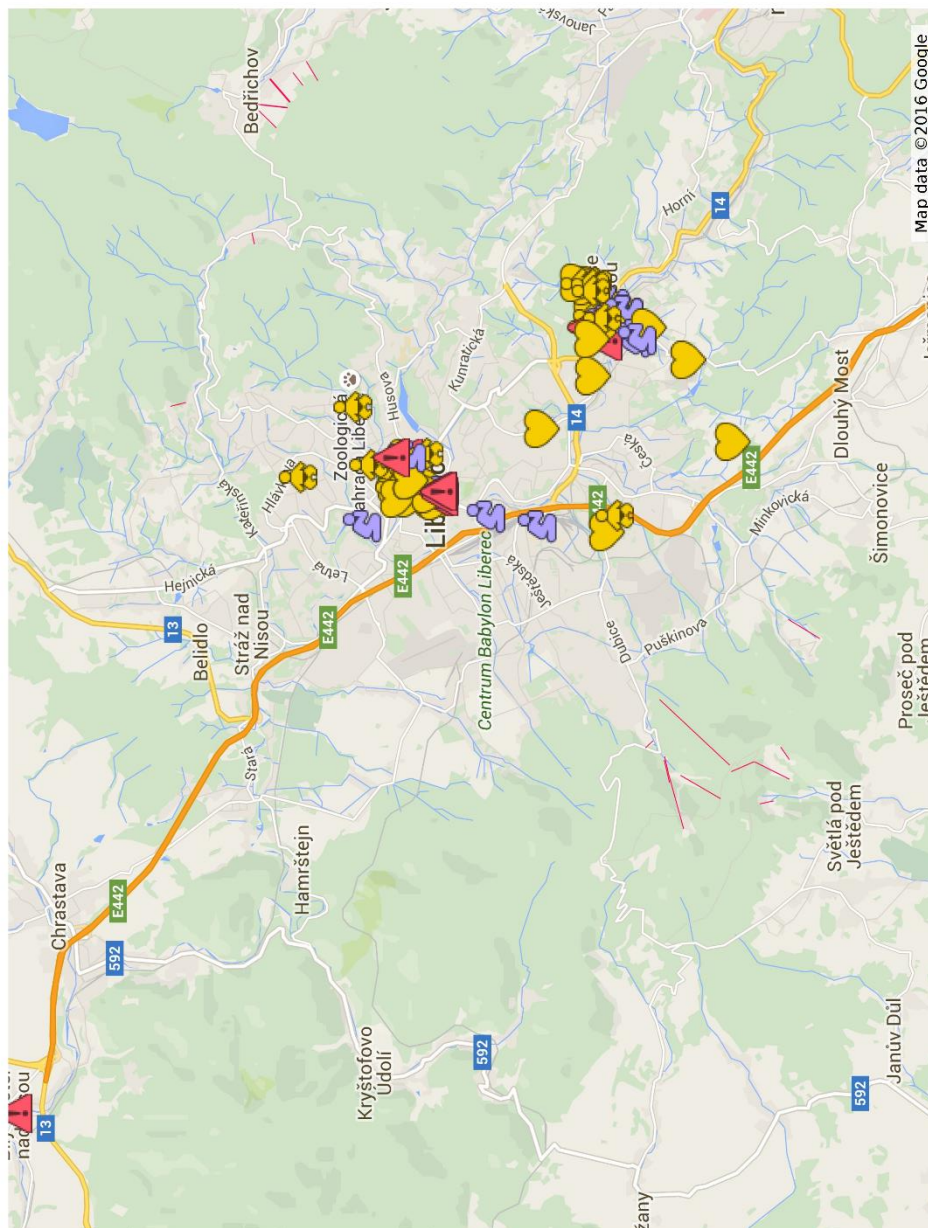 Bedřichov
Janovská
Horní
14
Map data ©2016 Google
Kunratická
Husova
Zoologická
zahrada Liberec
Hlávkova
Kateřinská
Hejnická
Letná
E442
E442
13
Belidlo
Stráž nad
Nisou
Stará
Centrum Babylon Liberec
Ještědská
14
Česká
E442
Dlouhý Most
Minkovická
Šimonovice
Dubice
Puškinova
Proseč pod
Ještědem
Světlá pod
Ještědem
Chrastava
E442
592
Hamrštejn
Kryštofovo
Údolí
592
592
Janův Důl
13